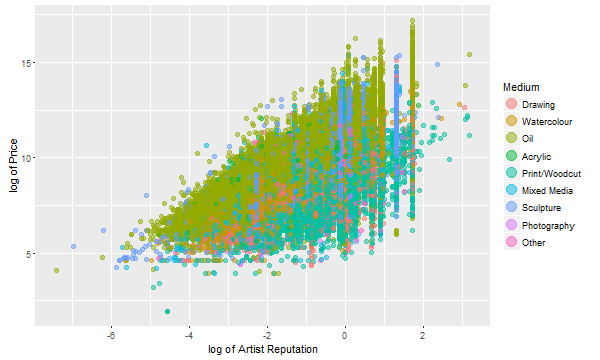 15
10
5
log of Price
-6 -4 -2 0 2
log of Artist Reputation
Medium
Drawing
Watercolour
Oil
Acrylic
Print/Woodcut
Mixed Media
Sculpture
Photography
Other